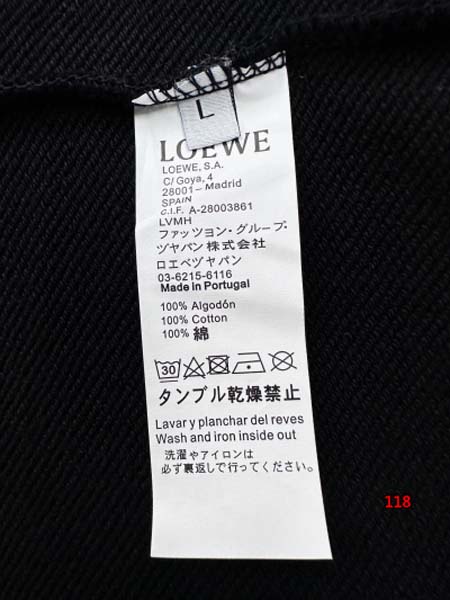 L
LOEWE
LOEWE, S.A.
C/ Goya, 4
28001-Madrid
SPAIN
C.I.F. A-28003861
LVMH
ファッツョン・グループ・
ヅャパン株式会社
ロエベヅャパン
03-6215-6116
Made in Portugal
100% Algodón
100% Cotton
100% 綿
30
タンブル乾燥禁止
Lavar y planchar del reves
Wash and iron inside out
洗濯やアイロンは
必ず裏返しで行ってください。
118